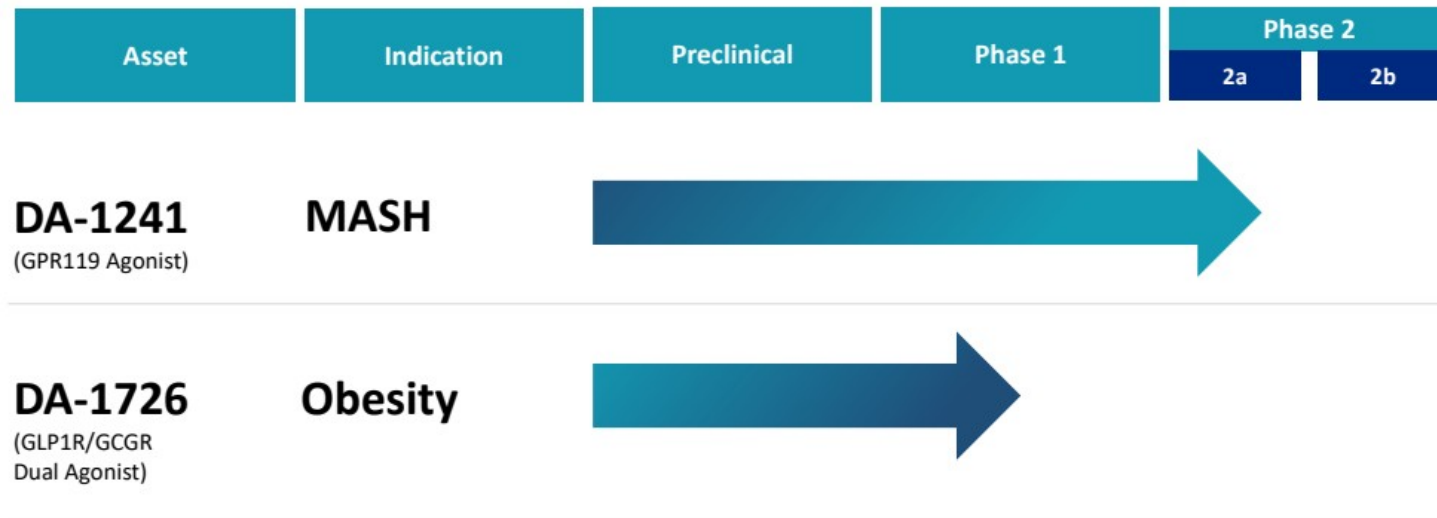 Asset
Indication
Preclinical
Phase 1
Phase 2
2a
2b
DA-1241
(GPR119 Agonist)
MASH
DA-1726
(GLP1R/GCGR
Dual Agonist)
Obesity